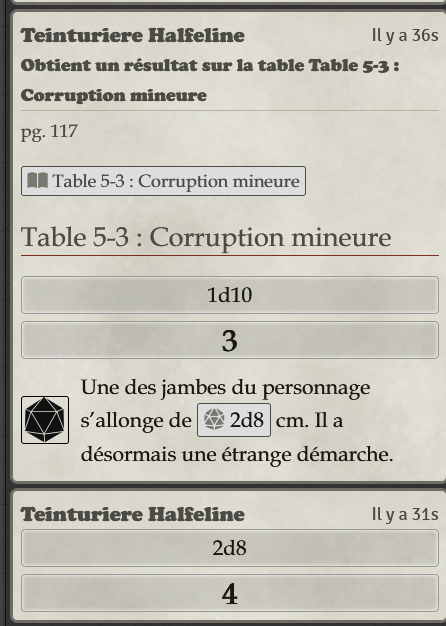 Teinturiere Halfeline Il y a 36s
Obtient un résultat sur la table Table 5-3 :
Corruption mineure
pg. 117
Table 5-3 : Corruption mineure
Table 5-3 : Corruption mineure
1d10
3
Une des jambes du personnage
s’allonge de 2d8 cm. Il a
désormais une étrange démarche.
Teinturiere Halfeline Il y a 31s
2d8
4